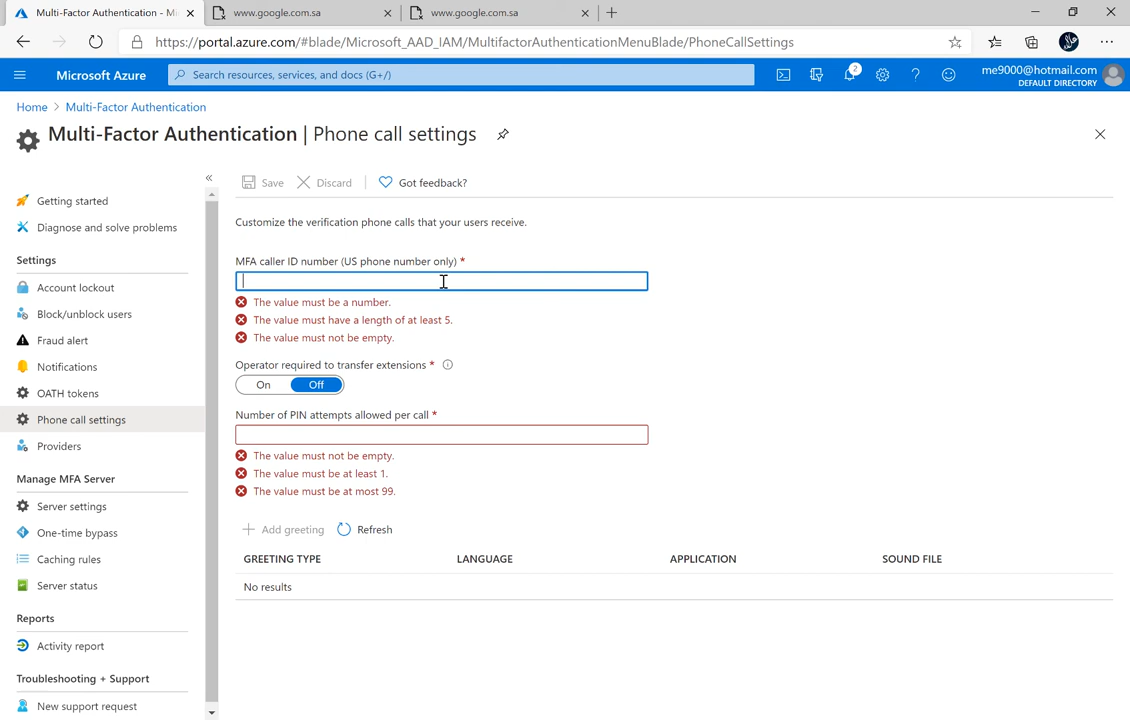 Multi-Factor Authentication - Mi
www.google.com.sa
www.google.com.sa
https://portal.azure.com/#blade/Microsoft_AAD_IAM/MultifactorAuthenticationMenuBlade/PhoneCallSettings
Microsoft Azure
Search resources, services, and docs (G+/)
2
me9000@hotmail.com
DEFAULT DIRECTORY
Home > Multi-Factor Authentication
Multi-Factor Authentication | Phone call settings
Getting started
Diagnose and solve problems
Settings
Account lockout
Block/unblock users
Fraud alert
Notifications
OATH tokens
Phone call settings
Providers
Manage MFA Server
Server settings
One-time bypass
Caching rules
Server status
Reports
Activity report
Troubleshooting + Support
New support request
Save
Discard
Got feedback?
Customize the verification phone calls that your users receive.
MFA caller ID number (US phone number only) *
The value must be a number.
The value must have a length of at least 5.
The value must not be empty.
Operator required to transfer extensions *
On
Off
Number of PIN attempts allowed per call *
The value must not be empty.
The value must be at least 1.
The value must be at most 99.
Add greeting
Refresh
GREETING TYPE
LANGUAGE
APPLICATION
SOUND FILE
No results